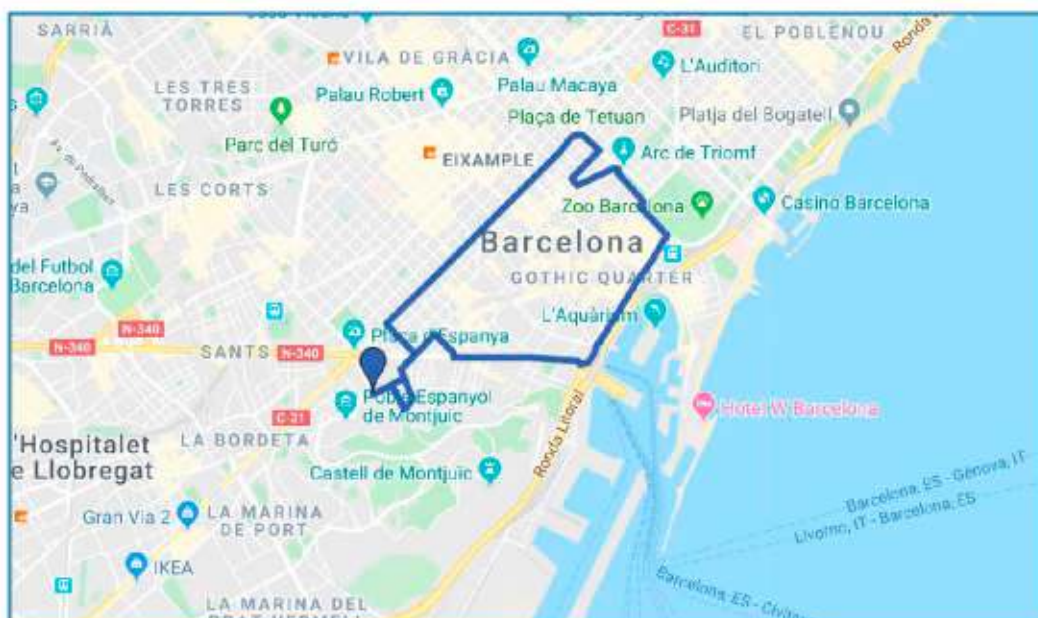 SARRIÀ
C-31
EL POBLENOU
Ronda
VILA DE GRÀCIA
L'Auditori
LES TRES
TORRES
Palau Macaya
Palau Robert
Plaça de Tetuan
Platja del Bogatell
Parc del Turó
EIXAMPLE
Arc de Triomf
LES CORTS
Zoo Barcelona
Casino Barcelona
Barcelona
del Futbol
Barcelona
GOTHIC QUARTER
L'Aquàrium
N-340
Plaça d'Espanya
N-340
SANTS
N-340
Poble Espanyol
de Montjuïc
Hotel W Barcelona
C-31
LA BORDETA
'Hospitalet
e Llobregat
Ronda Litoral
Castell de Montjuïc
Barcelona, ES - Genova, IT
Gran Via 2
LA MARINA
DE PORT
Livorno, IT - Barcelona, ES
IKEA
Barcelona, ES - Civita
LA MARINA DEL